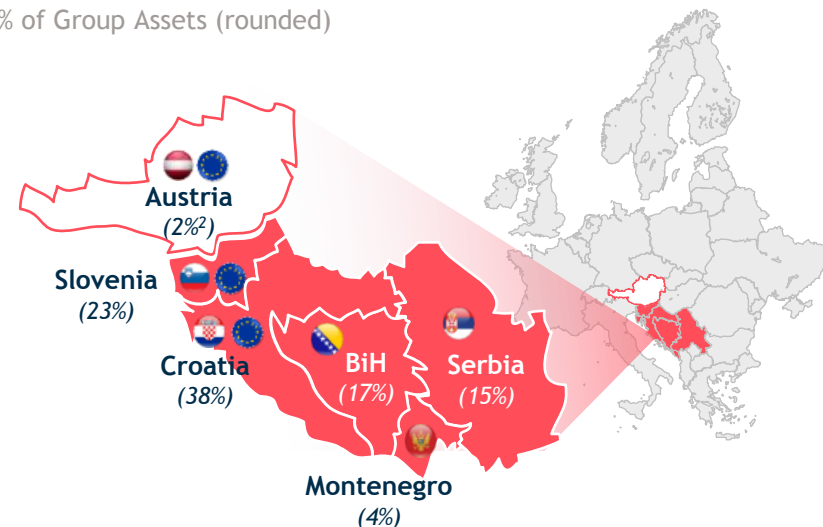 % of Group Assets (rounded)
Austria
(2%²)
Slovenia
(23%)
Croatia
(38%)
BiH
(17%)
Serbia
(15%)
Montenegro
(4%)